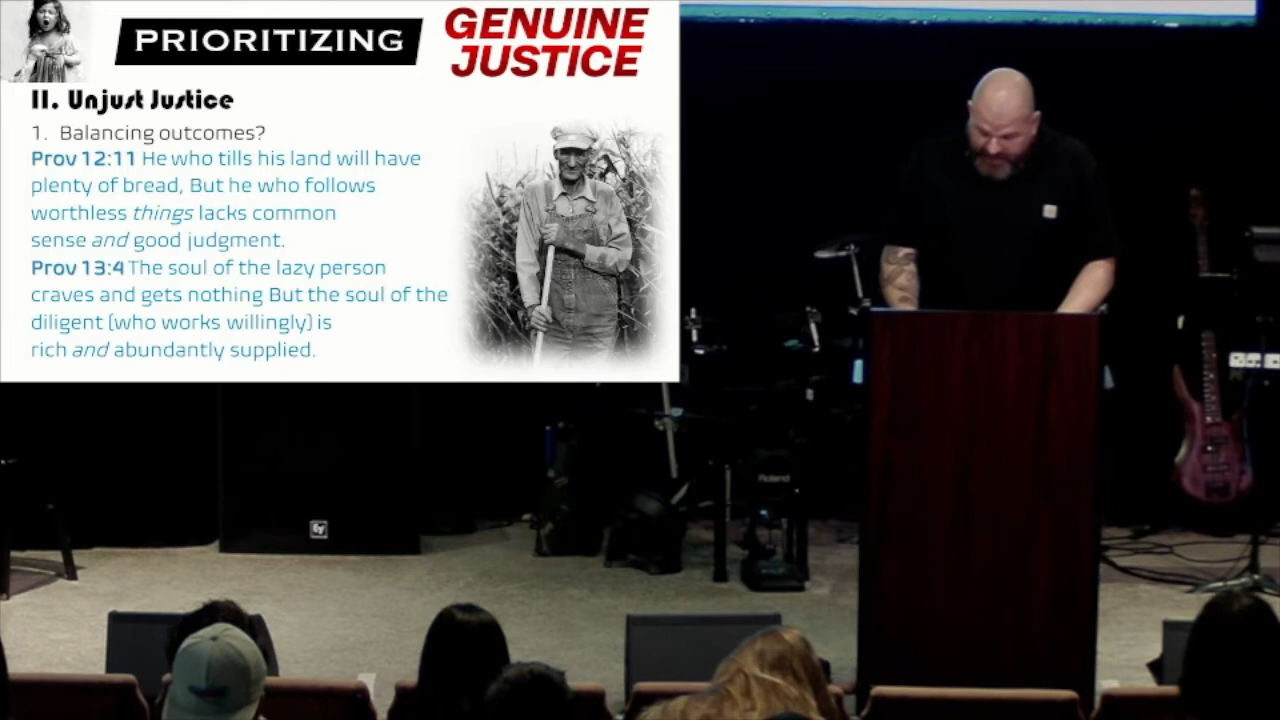 PRIORITIZING
GENUINE
JUSTICE
II. Unjust Justice
1. Balancing outcomes?
Prov 12:11 He who tills his land will have
plenty of bread, But he who follows
worthless things lacks common
sense and good judgment.
Prov 13:4 The soul of the lazy person
craves and gets nothing But the soul of the
diligent (who works willingly) is
rich and abundantly supplied.
Roland
EV